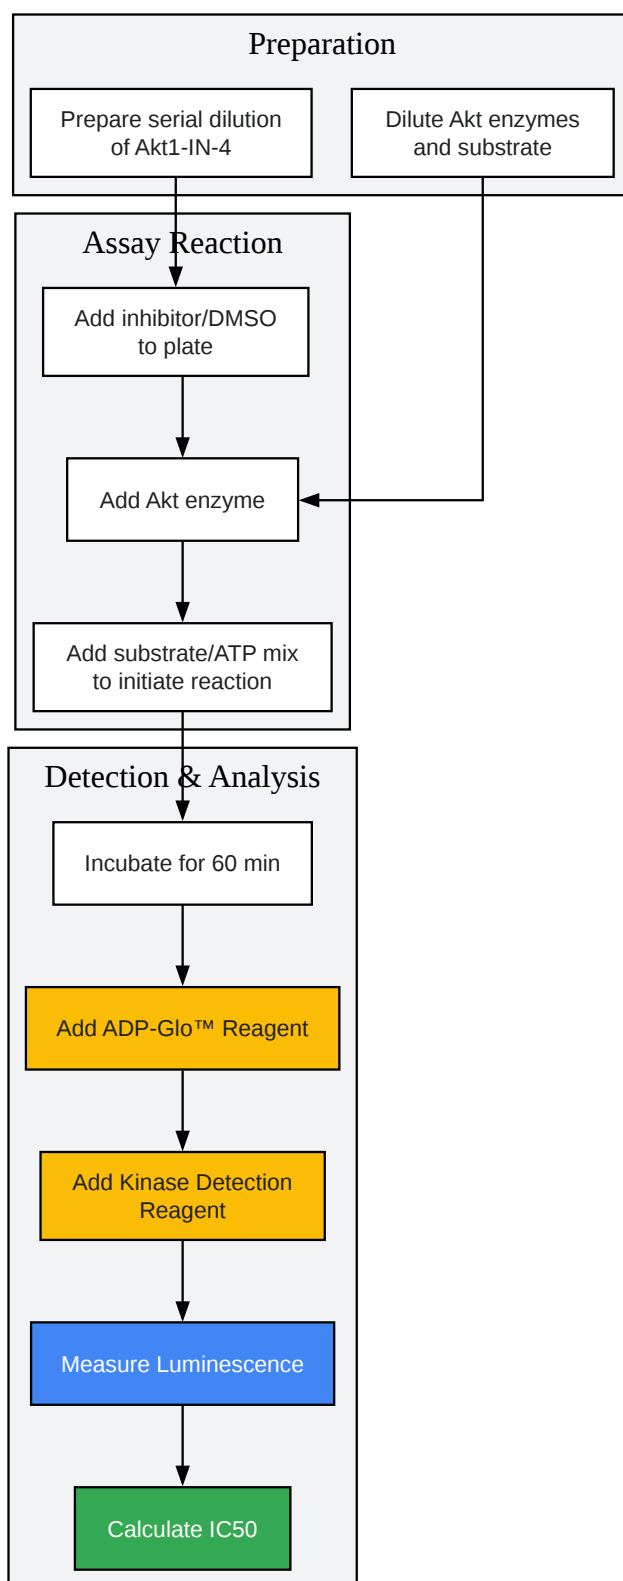 Preparation
Prepare serial dilution
of Akt1-IN-4
Dilute Akt enzymes
and substrate
Assay Reaction
Add inhibitor/DMSO
to plate
Add Akt enzyme
Add substrate/ATP mix
to initiate reaction
Detection & Analysis
Incubate for 60 min
Add ADP-Glo™ Reagent
Add Kinase Detection
Reagent
Measure Luminescence
Calculate IC50